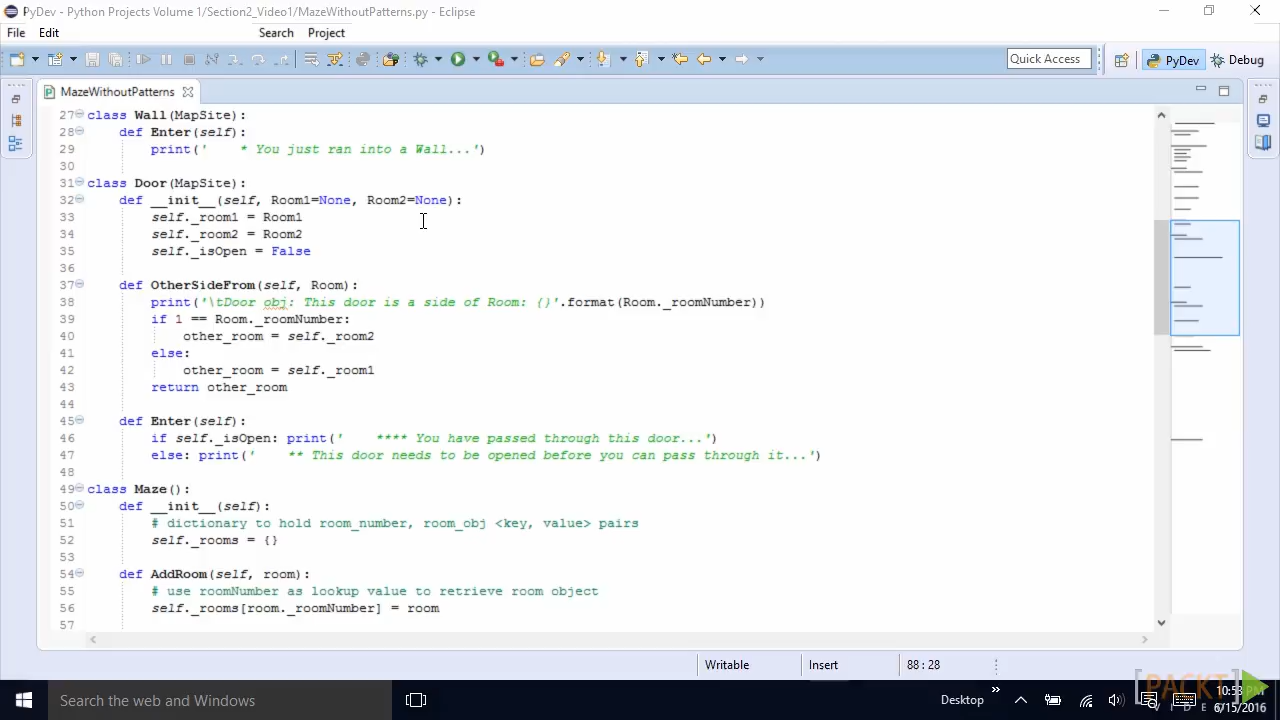 PyDev - Python Projects Volume 1/Section2_Video1/MazeWithoutPatterns.py - Eclipse
File Edit Search Project
Quick Access PyDev Debug
MazeWithoutPatterns
27 class Wall(MapSite):
28 def Enter(self):
29 print('    * You just ran into a Wall...')
30
31 class Door(MapSite):
32 def __init__(self, Room1=None, Room2=None):
33 self._room1 = Room1
34 self._room2 = Room2
35 self._isOpen = False
36
37 def OtherSideFrom(self, Room):
38 print('\tDoor obj: This door is a side of Room: {}'.format(Room._roomNumber))
39 if 1 == Room._roomNumber:
40 other_room = self._room2
41 else:
42 other_room = self._room1
43 return other_room
44
45 def Enter(self):
46 if self._isOpen: print('    **** You have passed through this door...')
47 else: print('    ** This door needs to be opened before you can pass through it...')
48
49 class Maze():
50 def __init__(self):
51 # dictionary to hold room_number, room_obj <key, value> pairs
52 self._rooms = {}
53
54 def AddRoom(self, room):
55 # use roomNumber as lookup value to retrieve room object
56 self._rooms[room._roomNumber] = room
57
Writable Insert 88 : 28
Search the web and Windows
Desktop
6/15/2016
PACKT